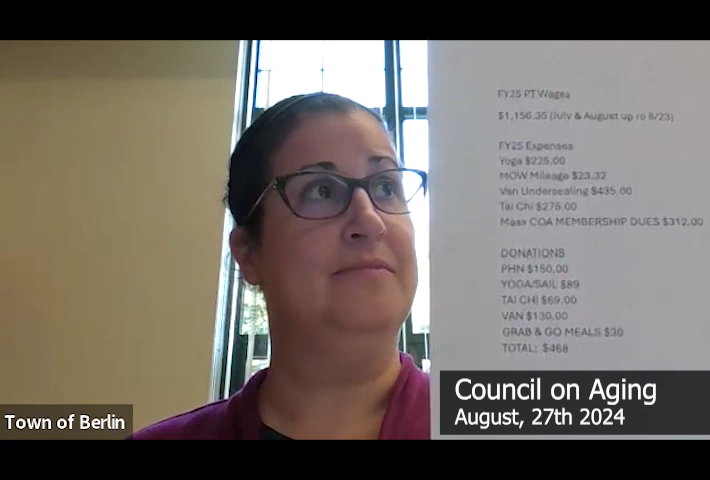 FY25 PT Wages
$1,156.35 (July & August up ro 8/23)
FY25 Expenses
Yoga $225.00
MOW Mileage $23.32
Van Undersealing $435.00
Tai Chi $276.00
Mass COA MEMBERSHIP DUES $312.00
DONATIONS
PHN $150.00
YOGA/SAIL $89
TAI CHI $69.00
VAN $130.00
GRAB & GO MEALS $30
TOTAL: $468
Council on Aging
August, 27th 2024
Town of Berlin